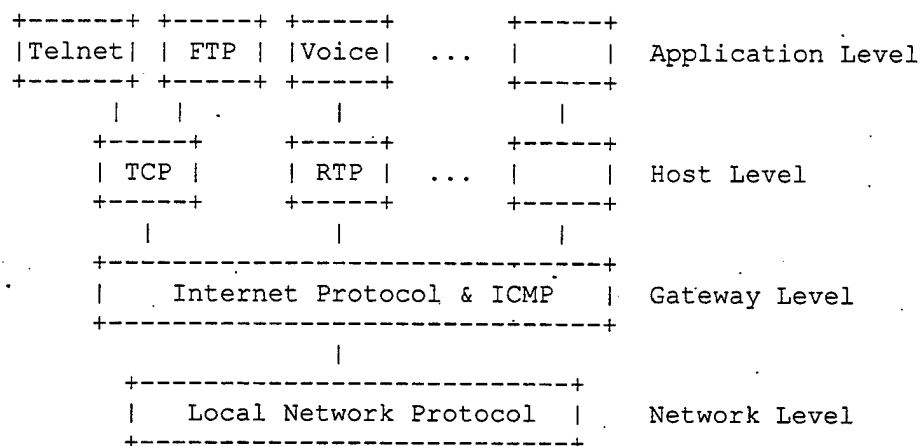 +------+ +-----+ +-----+       +-----+
|Telnet| | FTP | |Voice|  ...  |     |  Application Level
+------+ +-----+ +-----+       +-----+
      |   |         |             |
     +-----+     +-----+       +-----+
     | TCP |     | RTP |  ...  |     |  Host Level
     +-----+     +-----+       +-----+
        |           |             |
     +-------------------------------+
     |    Internet Protocol & ICMP   |  Gateway Level
     +-------------------------------+
                    |
       +---------------------------+
       |   Local Network Protocol  |    Network Level
       +---------------------------+